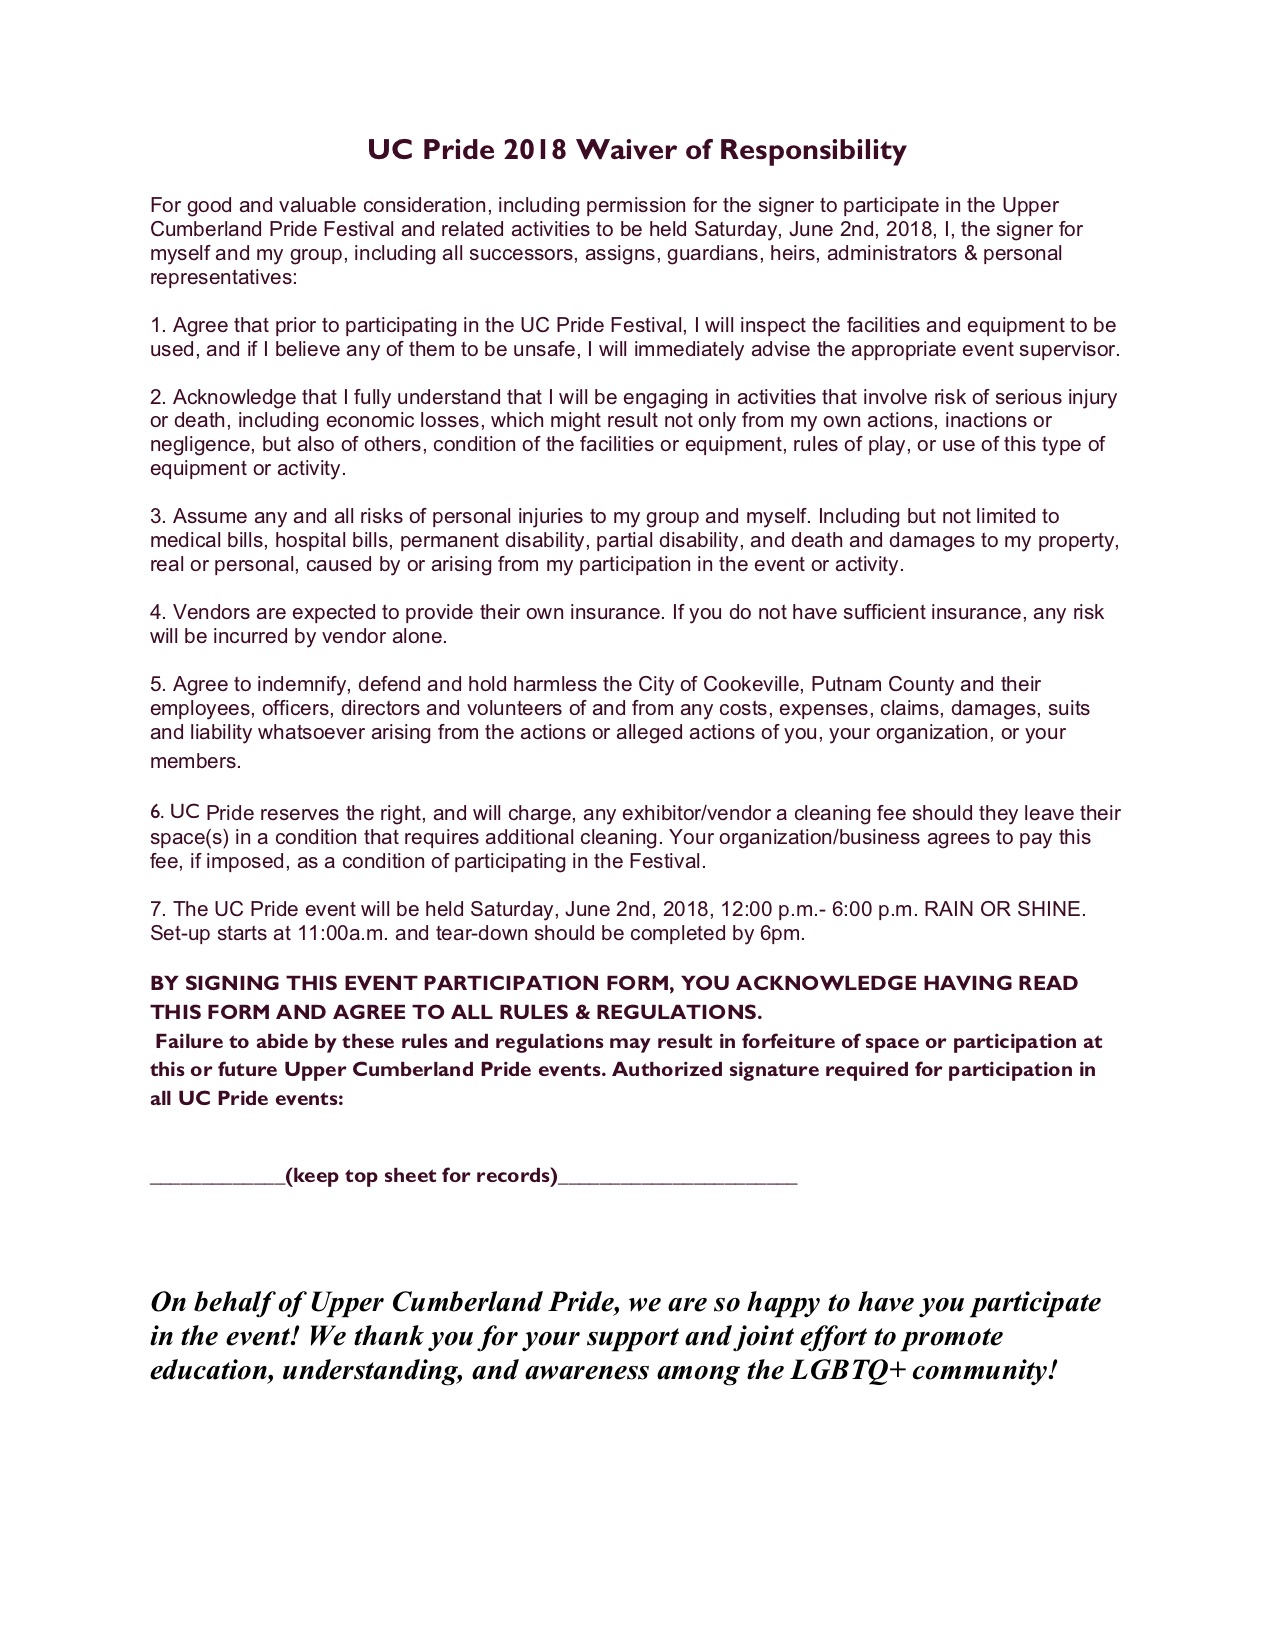 UC Pride 2018 Waiver of Responsibility
For good and valuable consideration, including permission for the signer to participate in the Upper
Cumberland Pride Festival and related activities to be held Saturday, June 2nd, 2018, I, the signer for
myself and my group, including all successors, assigns, guardians, heirs, administrators & personal
representatives:
1. Agree that prior to participating in the UC Pride Festival, I will inspect the facilities and equipment to be
used, and if I believe any of them to be unsafe, I will immediately advise the appropriate event supervisor.
2. Acknowledge that I fully understand that I will be engaging in activities that involve risk of serious injury
or death, including economic losses, which might result not only from my own actions, inactions or
negligence, but also of others, condition of the facilities or equipment, rules of play, or use of this type of
equipment or activity.
3. Assume any and all risks of personal injuries to my group and myself. Including but not limited to
medical bills, hospital bills, permanent disability, partial disability, and death and damages to my property,
real or personal, caused by or arising from my participation in the event or activity.
4. Vendors are expected to provide their own insurance. If you do not have sufficient insurance, any risk
will be incurred by vendor alone.
5. Agree to indemnify, defend and hold harmless the City of Cookeville, Putnam County and their
employees, officers, directors and volunteers of and from any costs, expenses, claims, damages, suits
and liability whatsoever arising from the actions or alleged actions of you, your organization, or your
members.
6. UC Pride reserves the right, and will charge, any exhibitor/vendor a cleaning fee should they leave their
space(s) in a condition that requires additional cleaning. Your organization/business agrees to pay this
fee, if imposed, as a condition of participating in the Festival.
7. The UC Pride event will be held Saturday, June 2nd, 2018, 12:00 p.m.- 6:00 p.m. RAIN OR SHINE.
Set-up starts at 11:00a.m. and tear-down should be completed by 6pm.
BY SIGNING THIS EVENT PARTICIPATION FORM, YOU ACKNOWLEDGE HAVING READ
THIS FORM AND AGREE TO ALL RULES & REGULATIONS.
Failure to abide by these rules and regulations may result in forfeiture of space or participation at
this or future Upper Cumberland Pride events. Authorized signature required for participation in
all UC Pride events:
_____________(keep top sheet for records)_______________________
On behalf of Upper Cumberland Pride, we are so happy to have you participate
in the event! We thank you for your support and joint effort to promote
education, understanding, and awareness among the LGBTQ+ community!